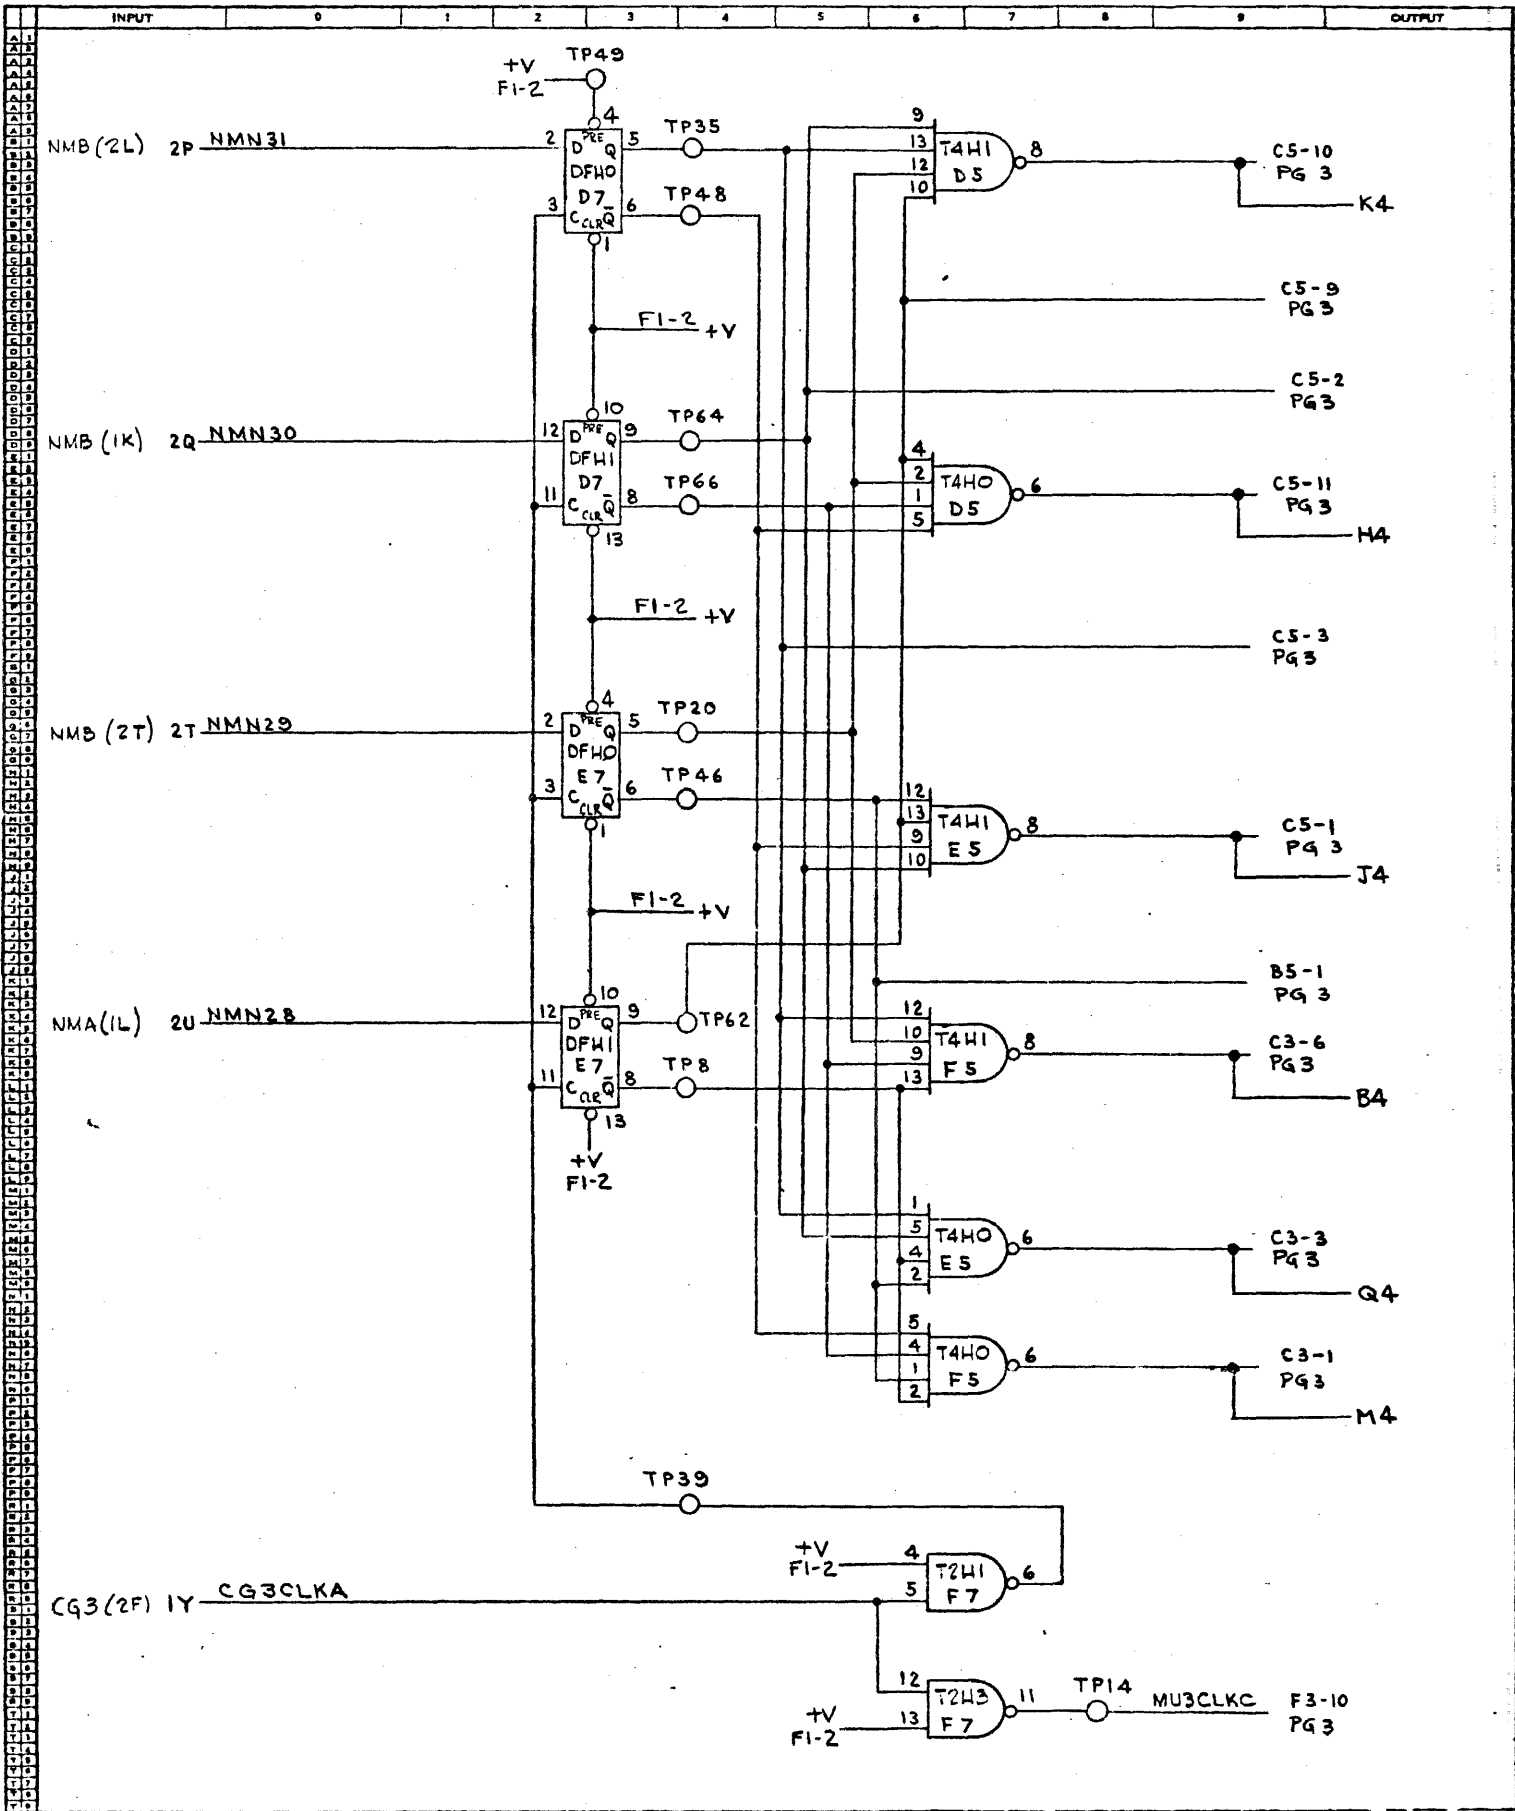 INPUT 0 1 2 3 4 5 6 7 8 9 OUTPUT
TP49
+V
F1-2
4
NMB(2L) 2P NMN31 2 D PRE Q 5 TP35
DFH0
D7
3 C CLR Q̅ 6 TP48
1
9
13 T4H1 8
12 D5
10
C5-10
PG 3
K4
C5-9
PG 3
F1-2 +V
C5-2
PG 3
10
NMB (1K) 2Q NMN30 12 D PRE Q 9 TP64
DFH1
D7
11 C CLR Q̅ 8 TP66
13
4
2 T4H0 6
1 D5
5
C5-11
PG 3
H4
F1-2 +V
C5-3
PG 3
4
NMB (2T) 2T NMN29 2 D PRE Q 5 TP20
DFH0
E7
3 C CLR Q̅ 6 TP46
1
12
13 T4H1 8
9 E5
10
C5-1
PG 3
J4
F1-2 +V
B5-1
PG 3
10
NMA(1L) 2U NMN28 12 D PRE Q 9 TP62
DFH1
E7
11 C CLR Q̅ 8 TP8
13
+V
F1-2
12
10 T4H1 8
9 F5
13
C3-6
PG 3
B4
1
5 T4H0 6
4 E5
2
C3-3
PG 3
Q4
5
4 T4H0 6
1 F5
2
C3-1
PG 3
M4
TP39
+V
F1-2
4 T2H1 6
5 F7
CG3(2F) 1Y CG3CLKA
12 T2H3 11 TP14 MU3CLKC F3-10
13 F7 PG 3
+V
F1-2